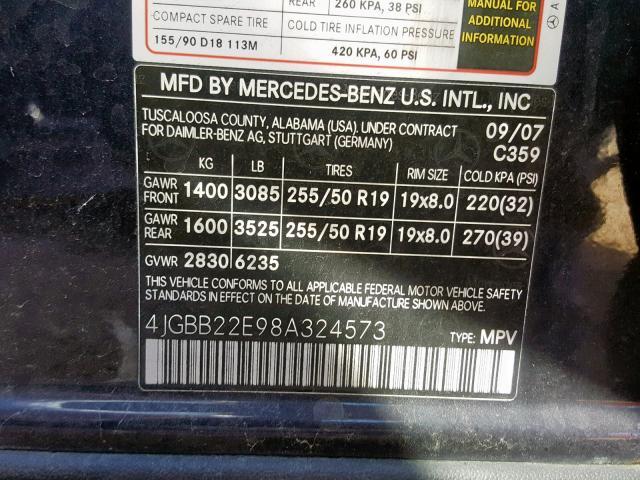 REAR 260 KPA, 38 PSI
MANUAL FOR
ADDITIONAL
INFORMATION
COMPACT SPARE TIRE
155/90 D18 113M
COLD TIRE INFLATION PRESSURE
420 KPA, 60 PSI
MFD BY MERCEDES-BENZ U.S. INTL., INC
TUSCALOOSA COUNTY, ALABAMA (USA). UNDER CONTRACT 09/07
FOR DAIMLER-BENZ AG, STUTTGART (GERMANY) C359
KG LB TIRES RIM SIZE COLD KPA (PSI)
GAWR FRONT 1400 3085 255/50 R19 19x8.0 220(32)
GAWR REAR 1600 3525 255/50 R19 19x8.0 270(39)
GVWR 2830 6235
THIS VEHICLE CONFORMS TO ALL APPLICABLE FEDERAL MOTOR VEHICLE SAFETY
STANDARDS IN EFFECT ON THE DATE OF MANUFACTURE SHOWN ABOVE.
4JGBB22E98A324573 TYPE: MPV